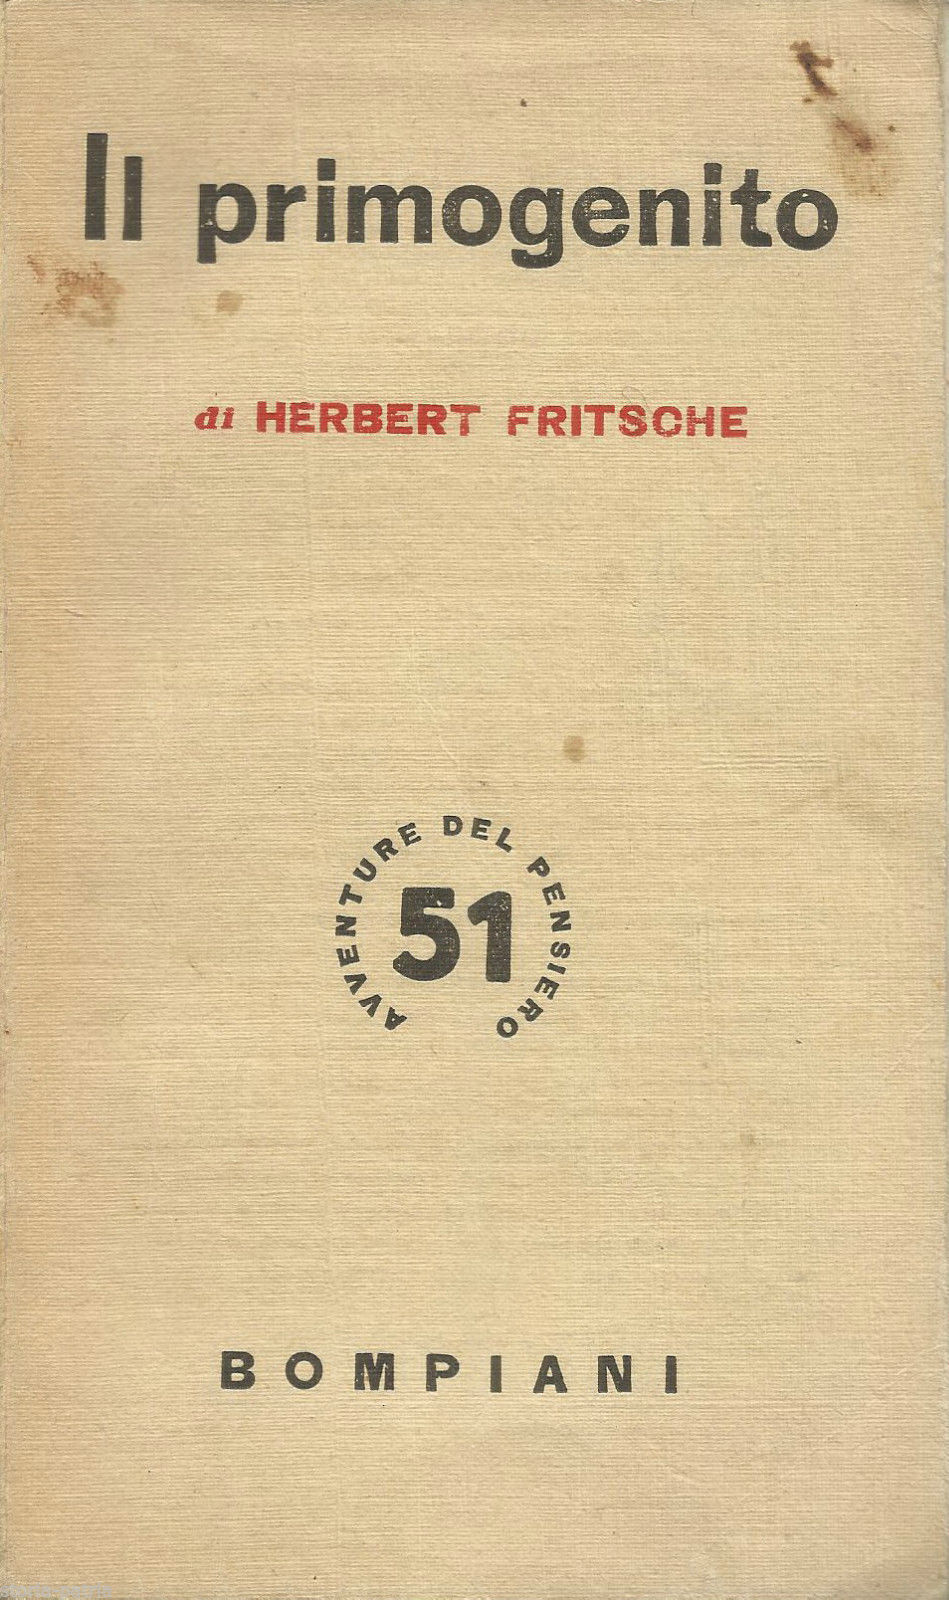 Il primogenito
di HERBERT FRITSCHE
AVVENTURE DEL PENSIERO
51
BOMPIANI